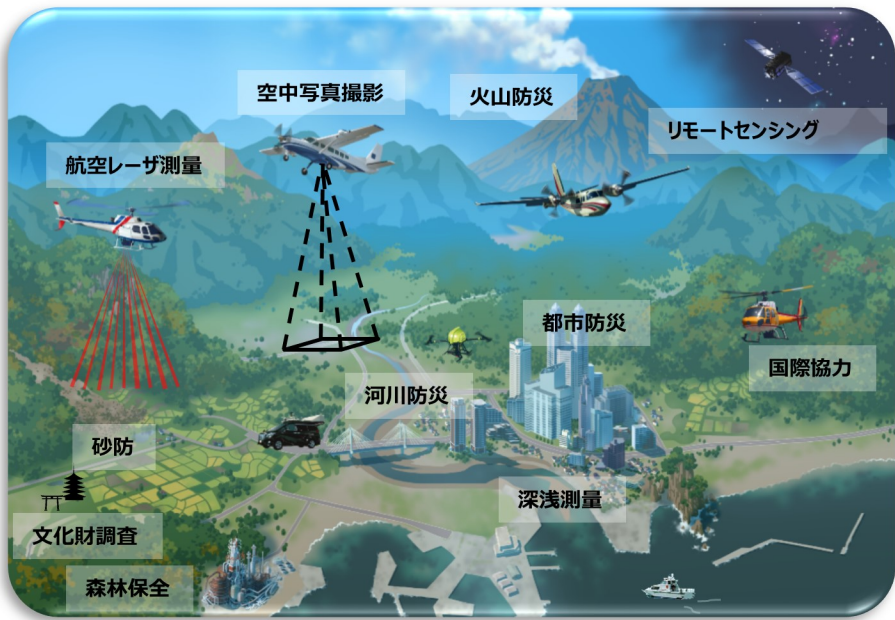 空中写真撮影
火山防災
リモートセンシング
航空レーザ測量
都市防災
国際協力
河川防災
砂防
深浅測量
文化財調査
森林保全